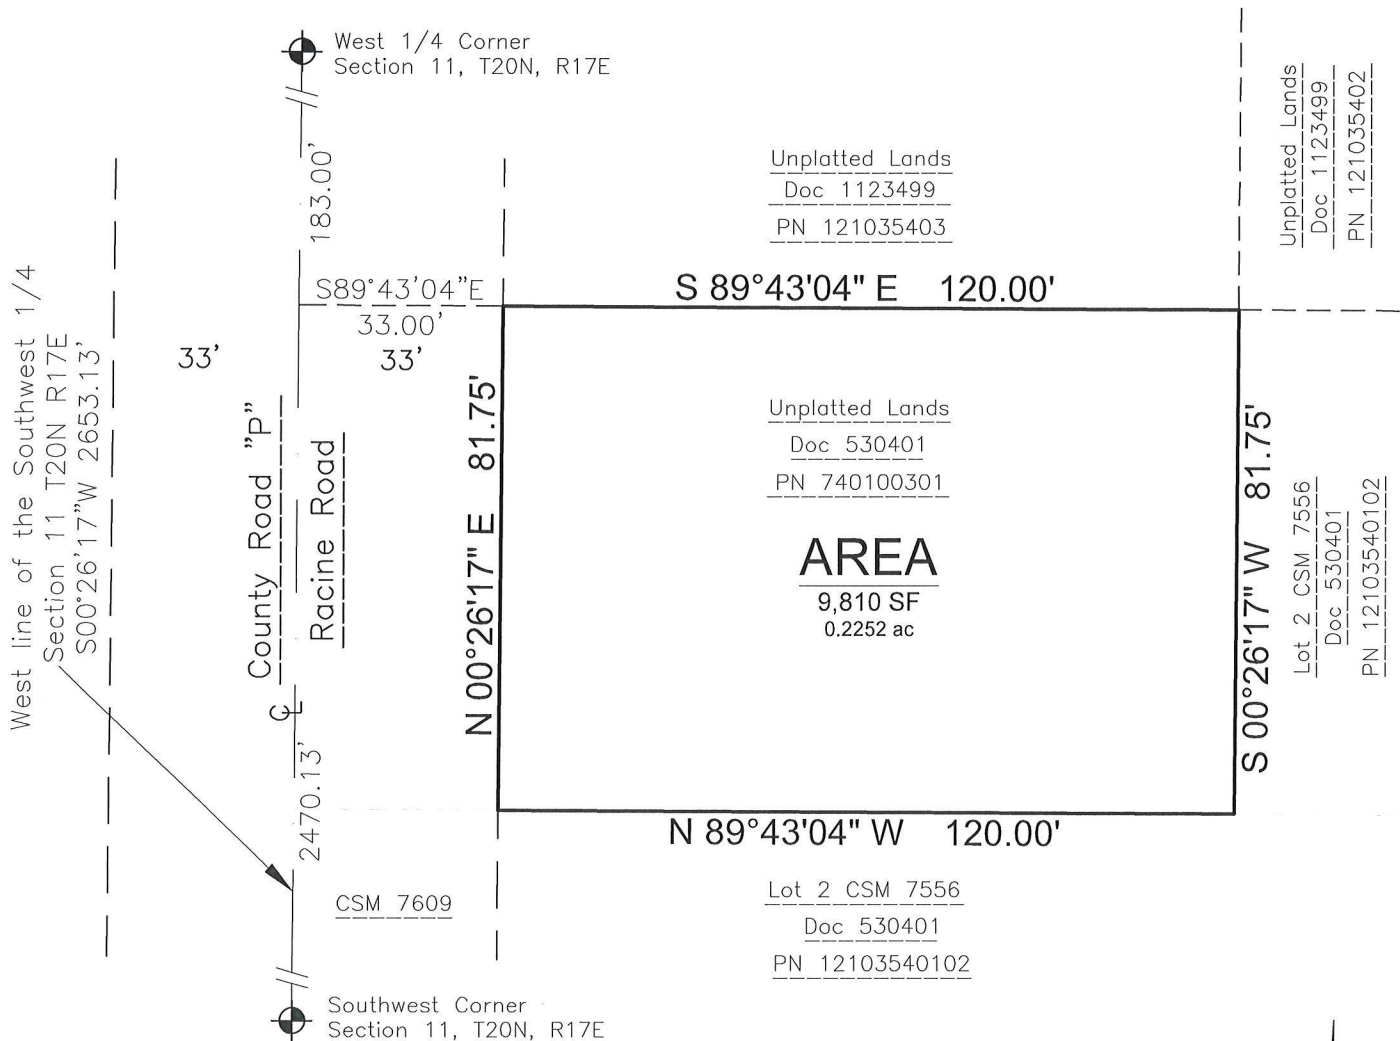 West 1/4 Corner
Section 11, T20N, R17E
183.00'
Unplatted Lands
Doc 1123499
PN 121035403
Unplatted Lands
Doc 1123499
PN 121035402
S89°43'04"E
33.00'
S 89°43'04" E 120.00'
33'
33'
West line of the Southwest 1/4
Section 11 T20N R17E
S00°26'17"W 2653.13'
County Road "P"
Racine Road
N 00°26'17" E 81.75'
Unplatted Lands
Doc 530401
PN 740100301
AREA
9,810 SF
0.2252 ac
S 00°26'17" W 81.75'
Lot 2 CSM 7556
Doc 530401
PN 12103540102
CL
2470.13'
N 89°43'04" W 120.00'
CSM 7609
Lot 2 CSM 7556
Doc 530401
PN 12103540102
Southwest Corner
Section 11, T20N, R17E